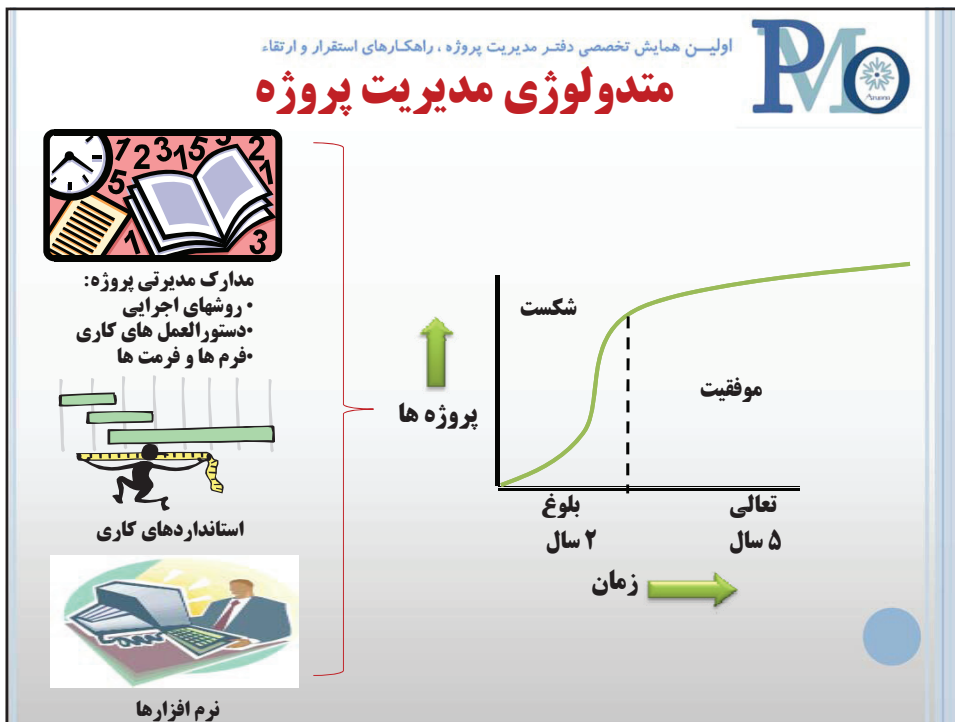 اولیـن همایش تخصصی دفتـر مدیریت پروژه ، راهکـارهای استقرار و ارتقاء
PMO
متدولوژی مدیریت پروژه
مدارک مدیرتی پروژه:
• روشهای اجرایی
•دستورالعمل های کاری
•فرم ها و فرمت ها
استانداردهای کاری
نرم افزارها
شکست
موفقیت
پروژه ها
بلوغ
تعالی
۲ سال
۵ سال
زمان